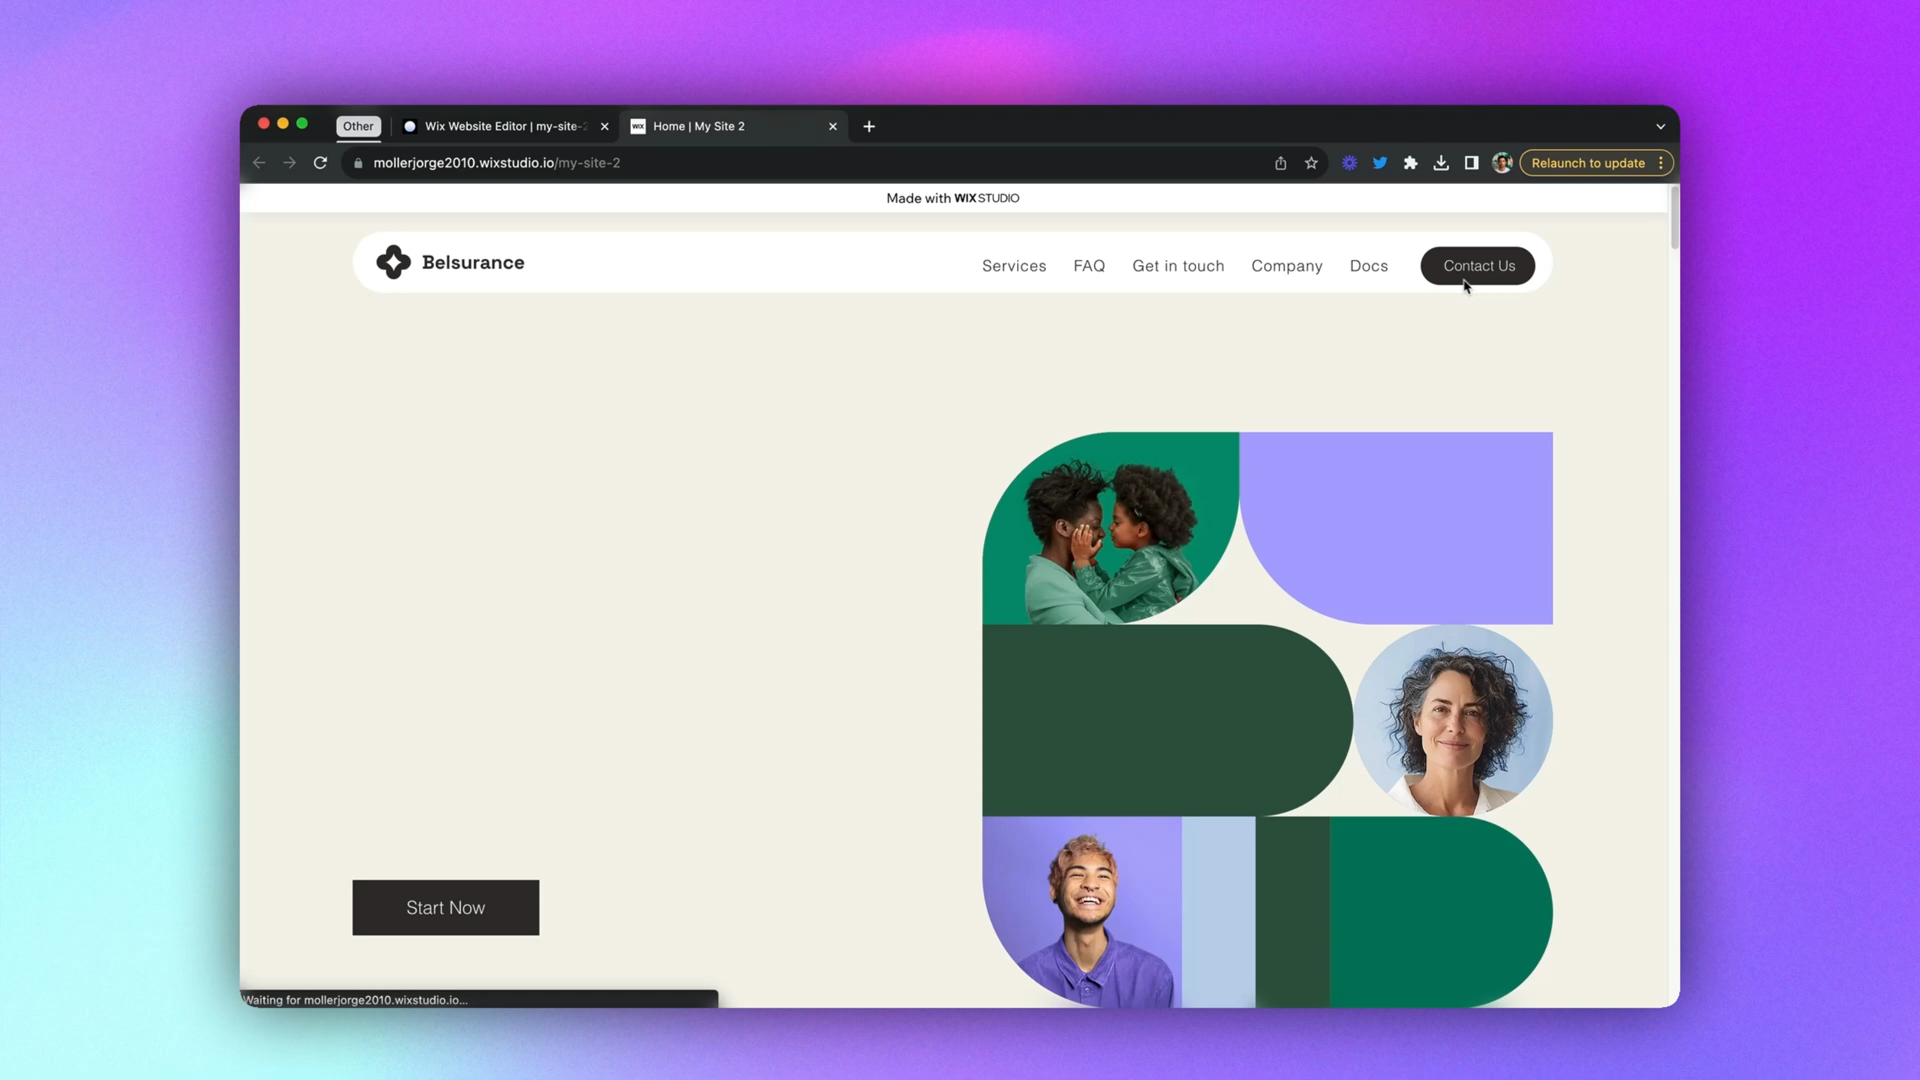 Other
Wix Website Editor | my-site-2
Home | My Site 2
mollerjorge2010.wixstudio.io/my-site-2
Relaunch to update
Made with WIX STUDIO
Belsurance
Services
FAQ
Get in touch
Company
Docs
Contact Us
Start Now
Waiting for mollerjorge2010.wixstudio.io...